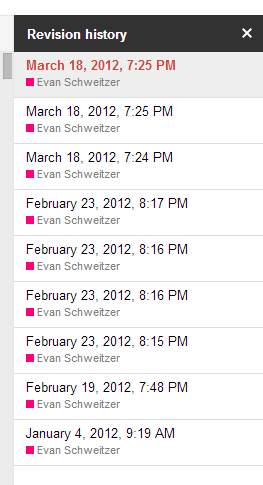 Revision history ×
March 18, 2012, 7:25 PM
Evan Schweitzer
March 18, 2012, 7:25 PM
Evan Schweitzer
March 18, 2012, 7:24 PM
Evan Schweitzer
February 23, 2012, 8:17 PM
Evan Schweitzer
February 23, 2012, 8:16 PM
Evan Schweitzer
February 23, 2012, 8:16 PM
Evan Schweitzer
February 23, 2012, 8:15 PM
Evan Schweitzer
February 19, 2012, 7:48 PM
Evan Schweitzer
January 4, 2012, 9:19 AM
Evan Schweitzer